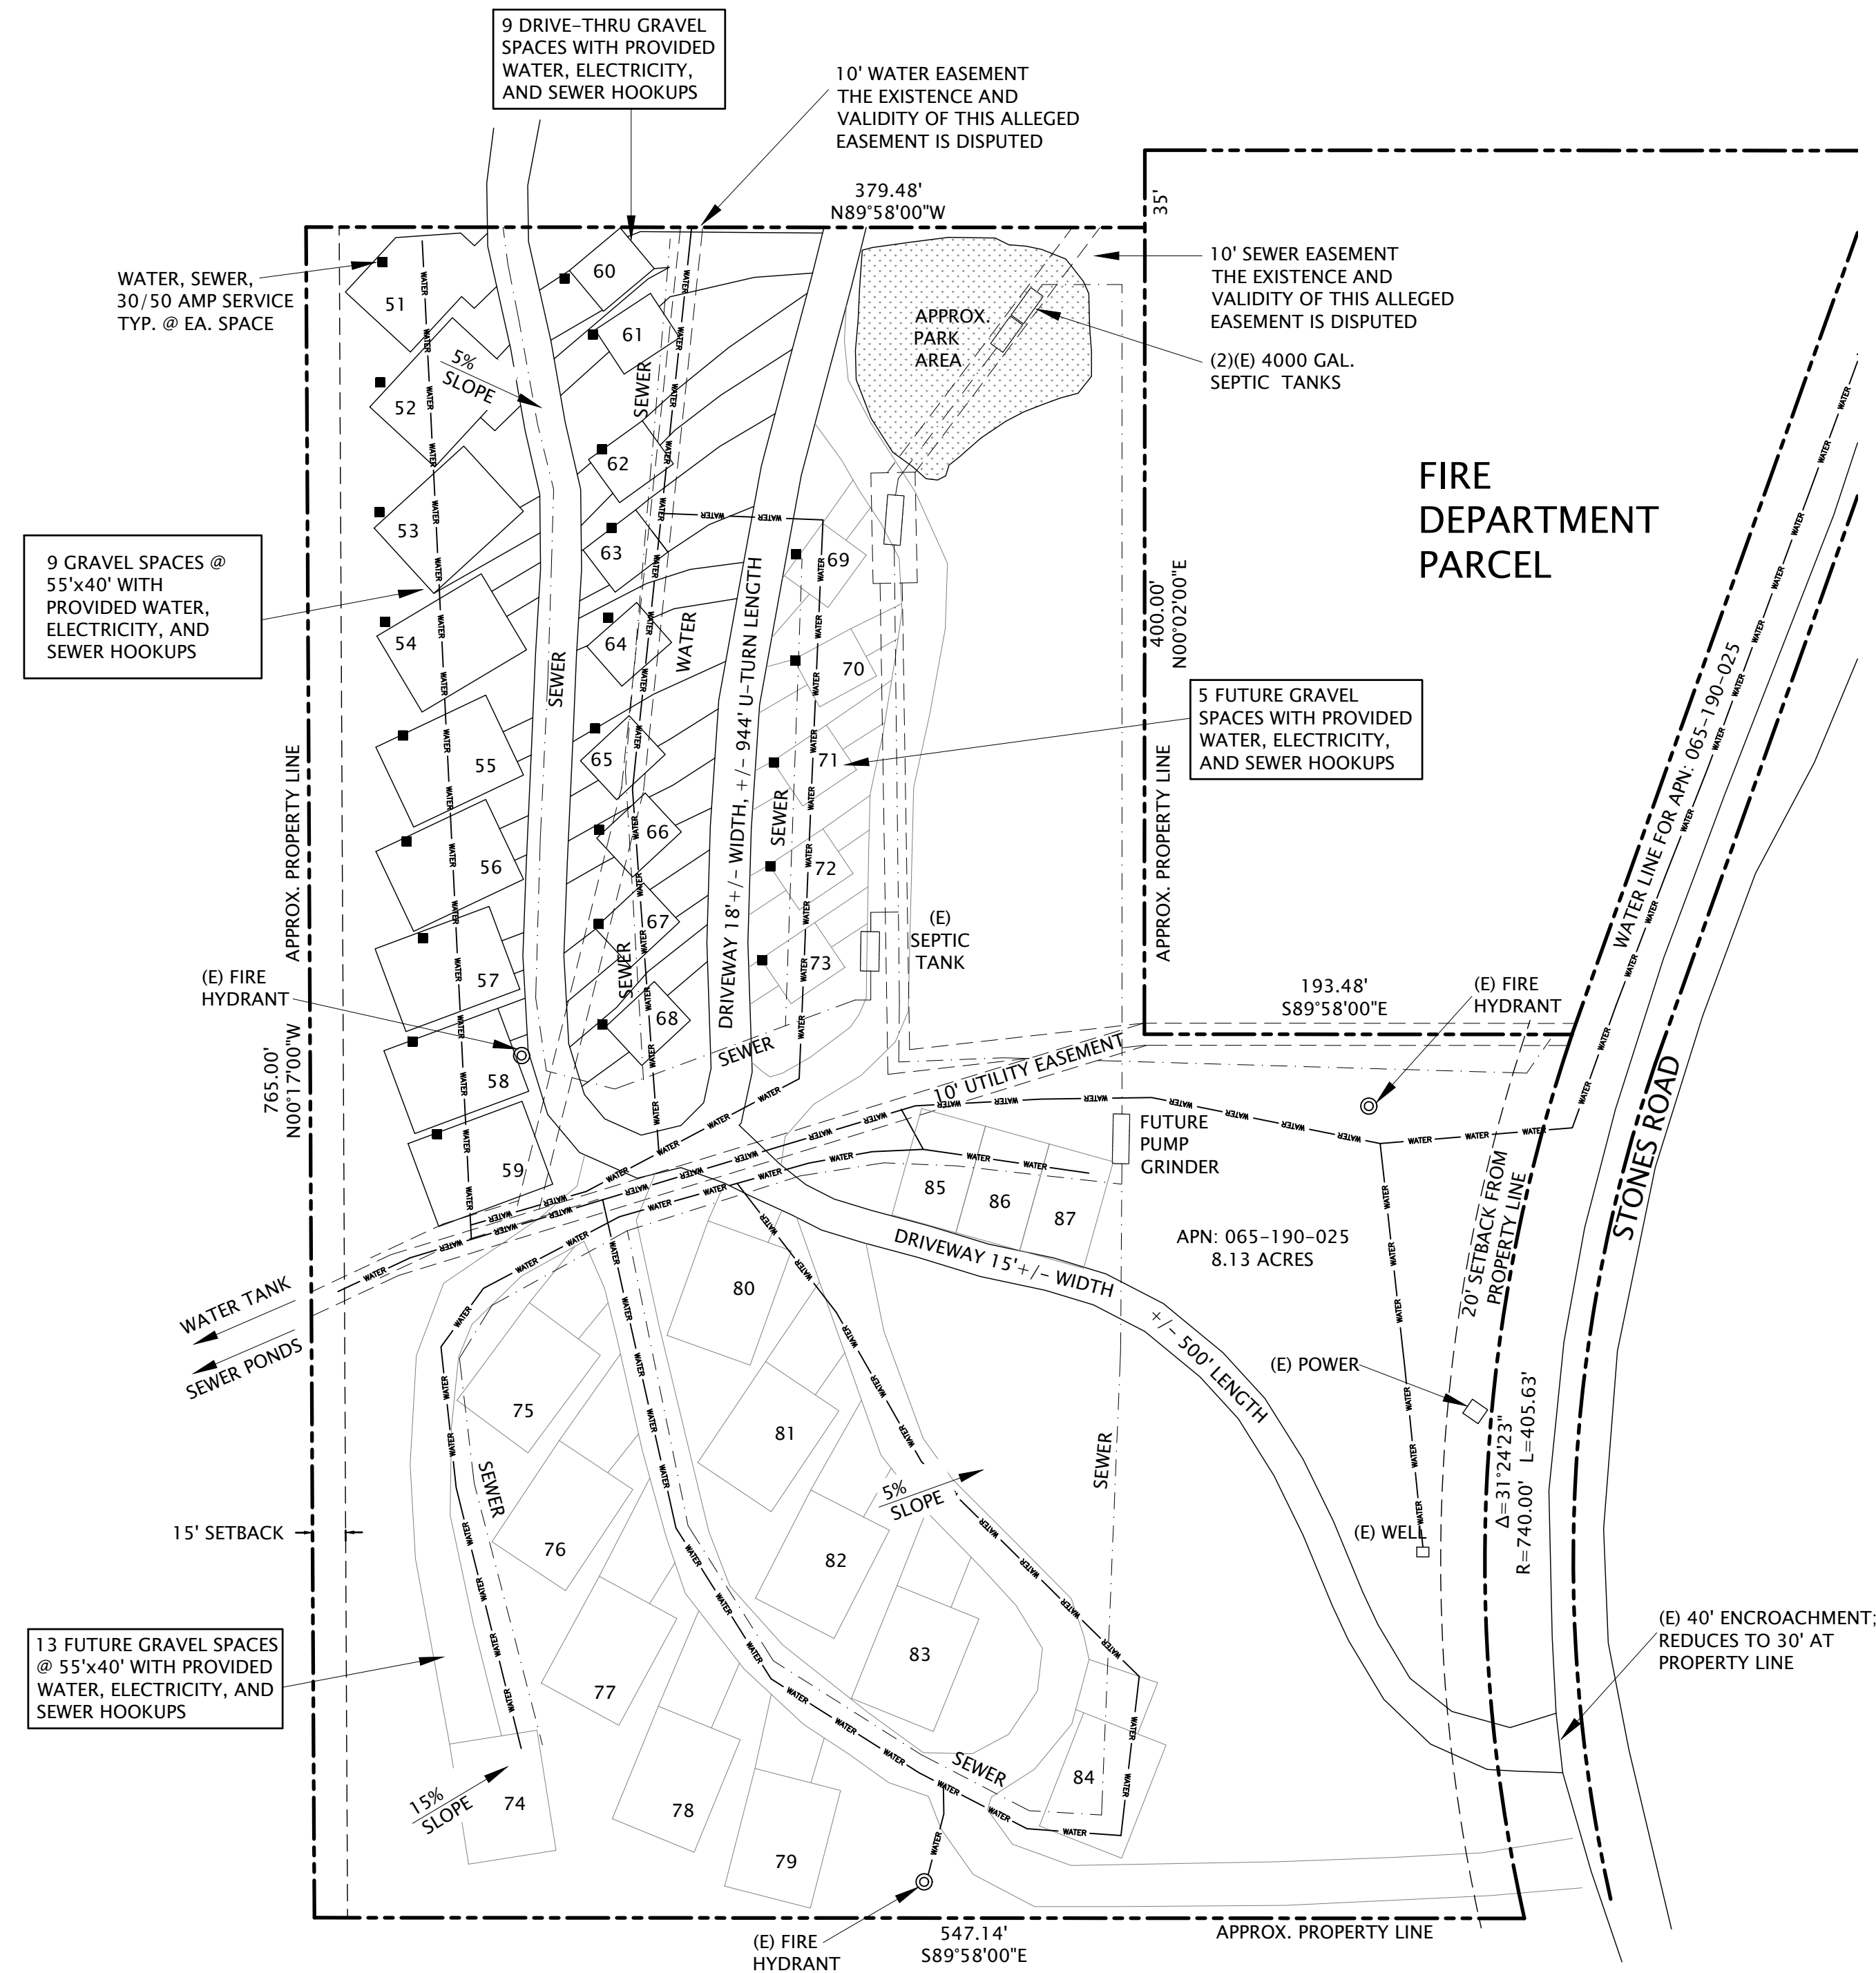 9 DRIVE-THRU GRAVEL
SPACES WITH PROVIDED
WATER, ELECTRICITY,
AND SEWER HOOKUPS
10' WATER EASEMENT
THE EXISTENCE AND
VALIDITY OF THIS ALLEGED
EASEMENT IS DISPUTED
379.48'
N89°58'00"W
35'
10' SEWER EASEMENT
THE EXISTENCE AND
VALIDITY OF THIS ALLEGED
EASEMENT IS DISPUTED
(2)(E) 4000 GAL.
SEPTIC TANKS
WATER, SEWER,
30/50 AMP SERVICE
TYP. @ EA. SPACE
APPROX.
PARK
AREA
FIRE
DEPARTMENT
PARCEL
51
52
53
54
55
56
57
58
59
60
61
62
63
64
65
66
67
68
69
70
71
72
73
5%
SLOPE
SEWER
SEWER
WATER
SEWER
SEWER
SEWER
DRIVEWAY 18'+/- WIDTH, +/- 944' U-TURN LENGTH
9 GRAVEL SPACES @
55'x40' WITH
PROVIDED WATER,
ELECTRICITY, AND
SEWER HOOKUPS
400.00'
N00°02'00"E
APPROX. PROPERTY LINE
5 FUTURE GRAVEL
SPACES WITH PROVIDED
WATER, ELECTRICITY,
AND SEWER HOOKUPS
WATER LINE FOR APN: 065-190-025
APPROX. PROPERTY LINE
765.00'
N00°17'00"W
(E) FIRE
HYDRANT
(E)
SEPTIC
TANK
193.48'
S89°58'00"E
(E) FIRE
HYDRANT
STONES ROAD
10' UTILITY EASEMENT
FUTURE
PUMP
GRINDER
85
86
87
APN: 065-190-025
8.13 ACRES
20' SETBACK FROM
PROPERTY LINE
DRIVEWAY 15'+/- WIDTH
+/- 500' LENGTH
WATER TANK
SEWER PONDS
80
75
81
76
82
77
83
78
79
74
84
SEWER
SEWER
SEWER
5%
SLOPE
15%
SLOPE
(E) POWER
(E) WELL
Δ=31°24'23"
R=740.00' L=405.63'
15' SETBACK
13 FUTURE GRAVEL SPACES
@ 55'x40' WITH PROVIDED
WATER, ELECTRICITY, AND
SEWER HOOKUPS
(E) 40' ENCROACHMENT;
REDUCES TO 30' AT
PROPERTY LINE
(E) FIRE
HYDRANT
547.14'
S89°58'00"E
APPROX. PROPERTY LINE